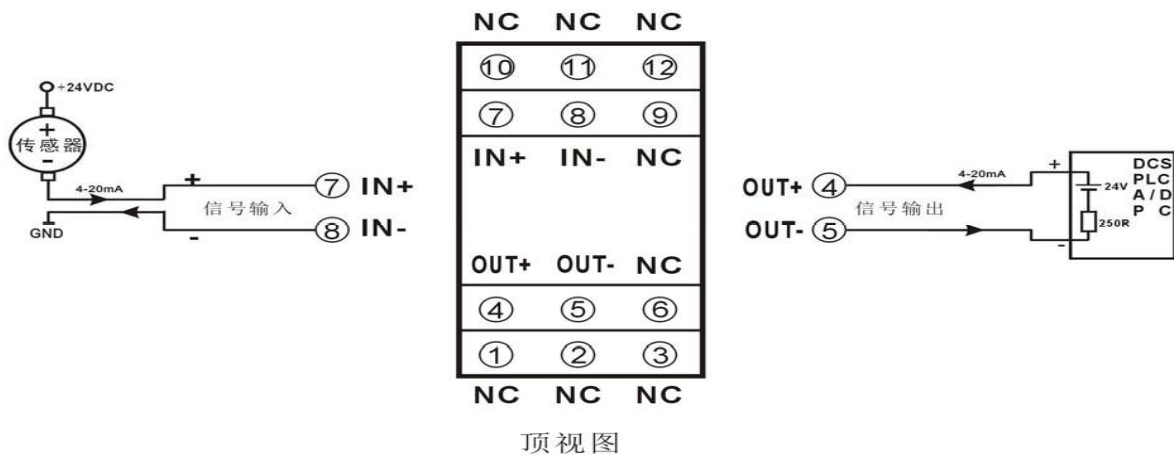 NC NC NC
⑩ ⑪ ⑫
⑦ ⑧ ⑨
IN+ IN- NC
+24VDC
+
传感器
-
4-20mA
+
⑦ IN+
信号输入
GND
-
⑧ IN-
OUT+ ④
4-20mA
+
信号输出
OUT- ⑤
-
24V
250R
DCS
PLC
A/D
P C
OUT+ OUT- NC
④ ⑤ ⑥
① ② ③
NC NC NC
顶视图